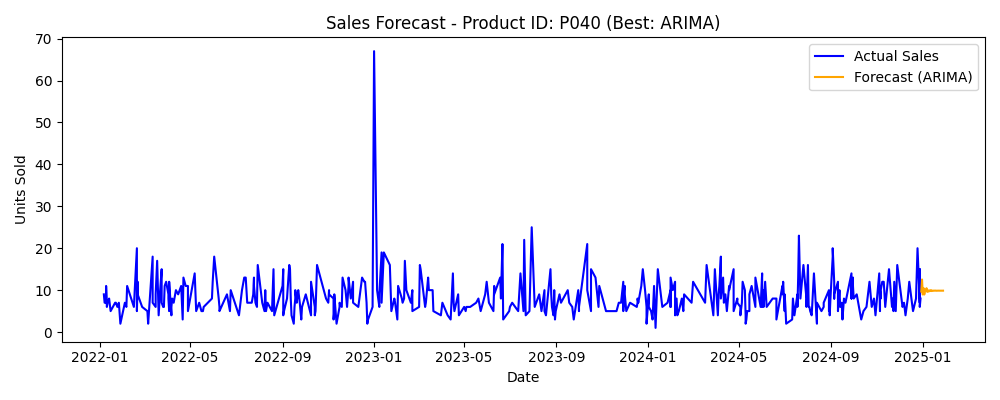 Sales Forecast - Product ID: P040 (Best: ARIMA)
Actual Sales
Forecast (ARIMA)
Units Sold
70
60
50
40
30
20
10
0
2022-01 2022-05 2022-09 2023-01 2023-05 2023-09 2024-01 2024-05 2024-09 2025-01
Date